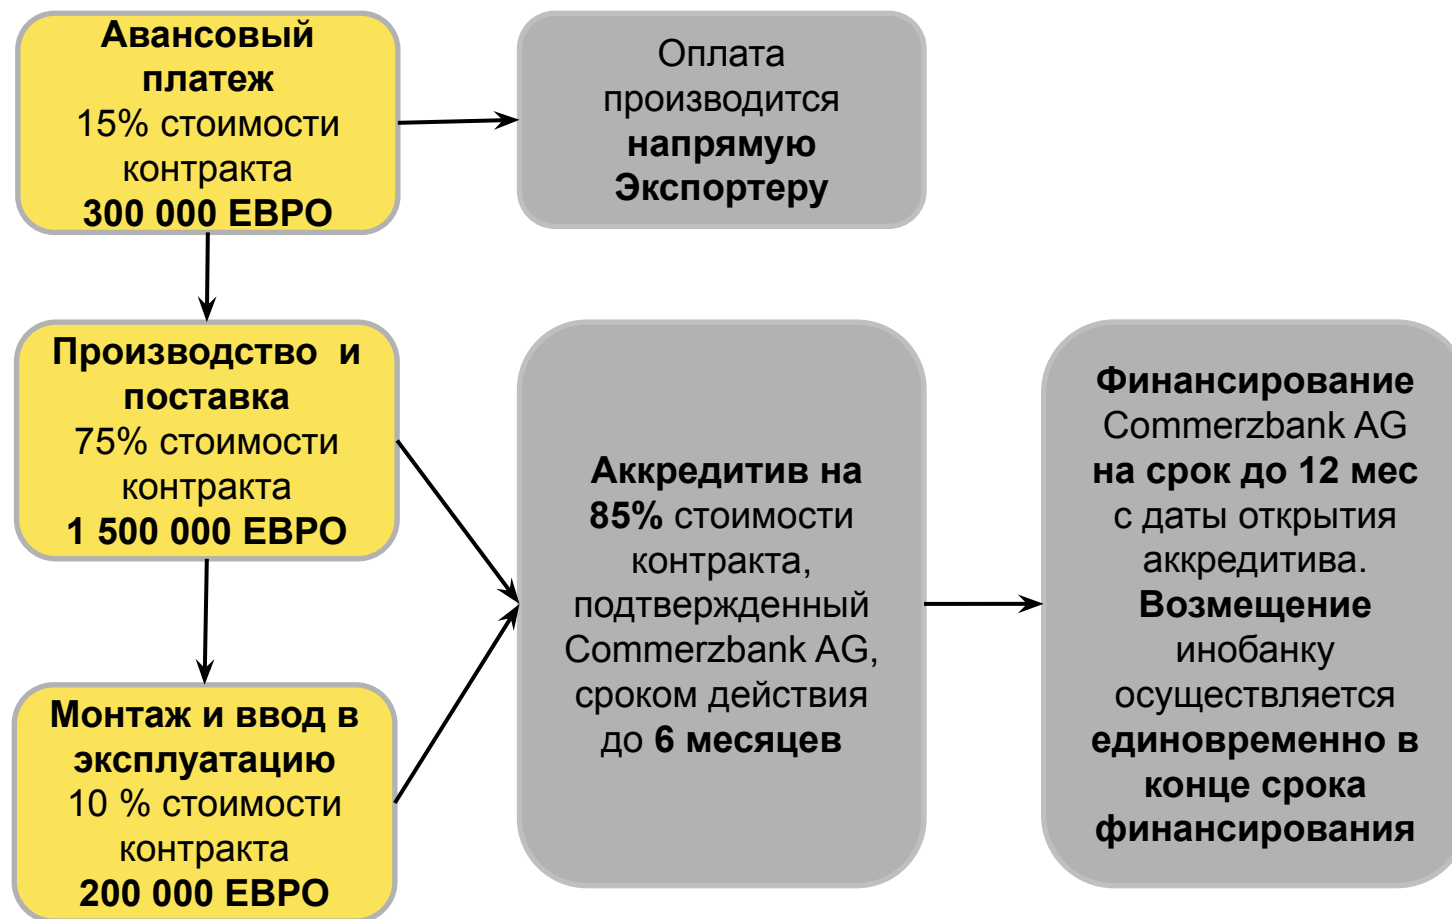 Авансовый
платеж
15% стоимости
контракта
300 000 ЕВРО
Оплата
производится
напрямую
Экспортеру
Производство и
поставка
75% стоимости
контракта
1 500 000 ЕВРО
Аккредитив на
85% стоимости
контракта,
подтвержденный
Commerzbank AG,
сроком действия
до 6 месяцев
Финансирование
Commerzbank AG
на срок до 12 мес
с даты открытия
аккредитива.
Возмещение
инобанку
осуществляется
единовременно в
конце срока
финансирования
Монтаж и ввод в
эксплуатацию
10 % стоимости
контракта
200 000 ЕВРО